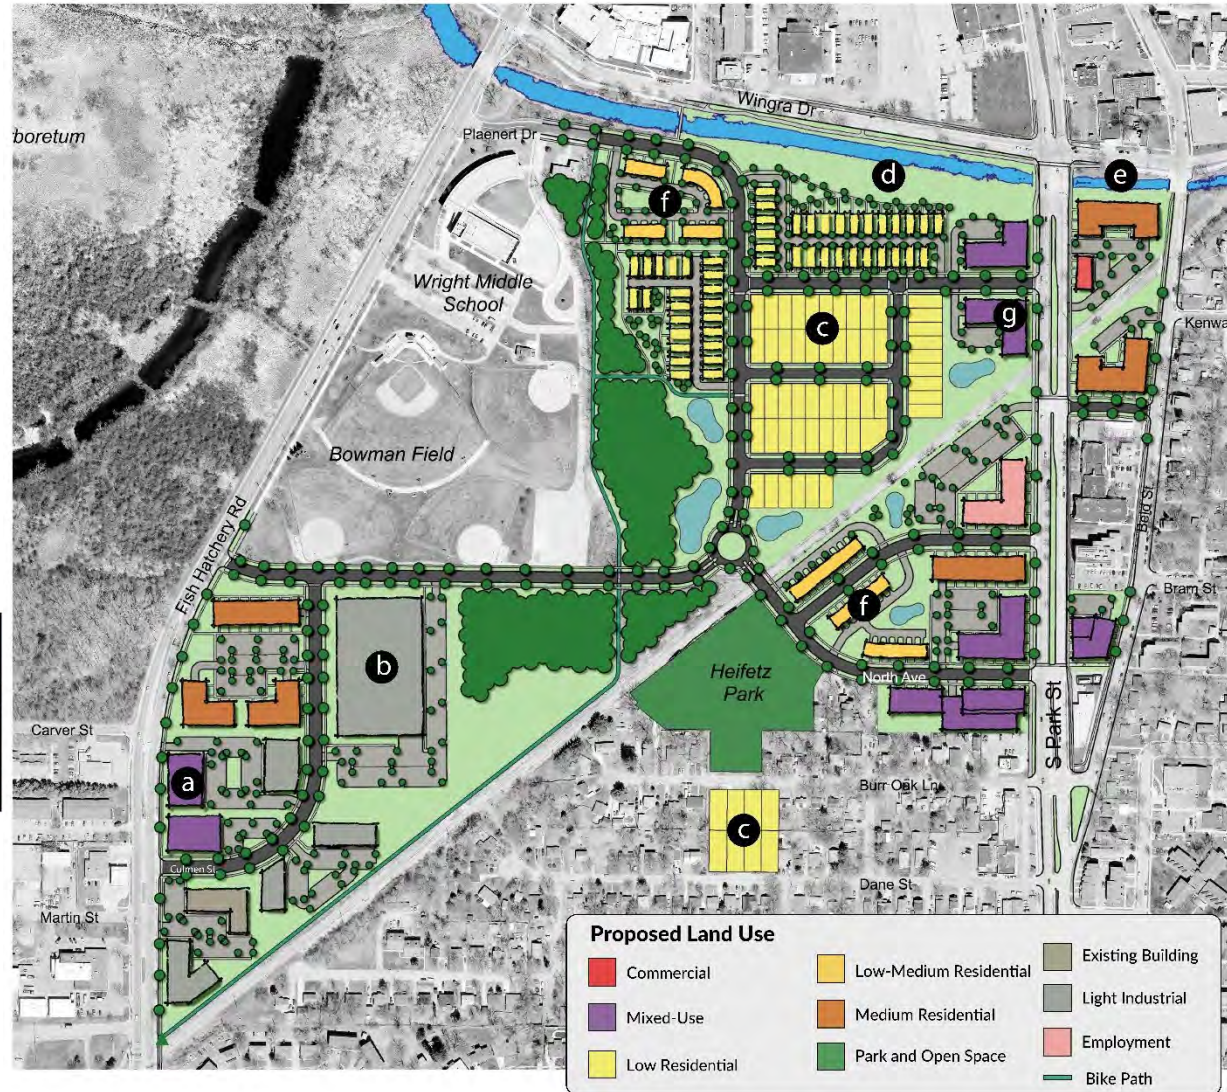 boretum
Wingra Dr
Plaenert Dr
d
e
f
Wright Middle
School
c
g
Kenwa
Bowman Field
Fish Hatchery Rd
Beld St
Bram St
f
b
Heifetz
Park
North Ave
S Park St
Carver St
a
Burr Oak Ln
c
Culmen St
Dane St
Martin St
Proposed Land Use
Commercial
Mixed-Use
Low Residential
Low-Medium Residential
Medium Residential
Park and Open Space
Existing Building
Light Industrial
Employment
Bike Path